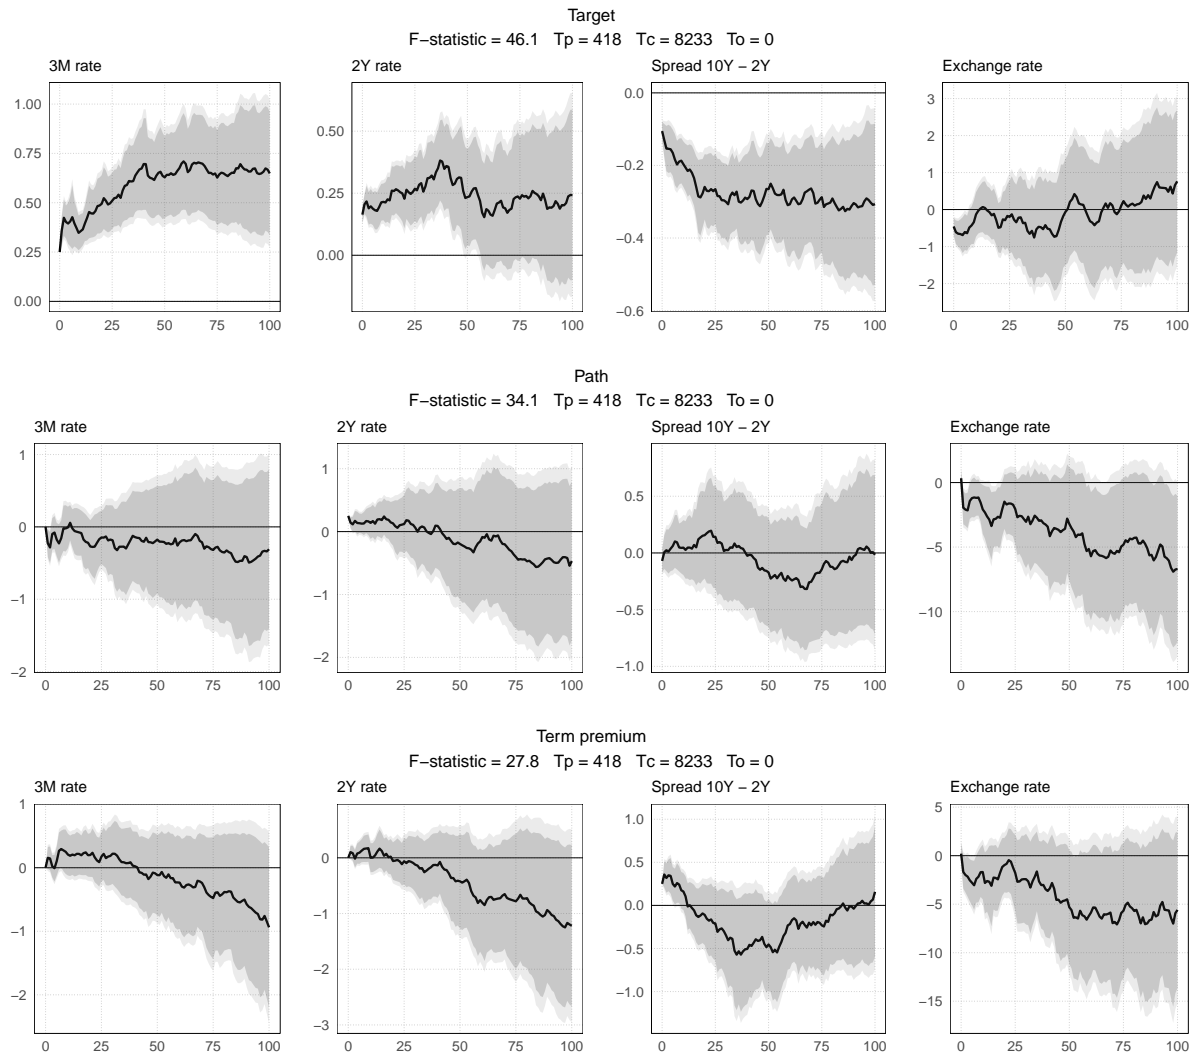 Target
F−statistic = 46.1 Tp = 418 Tc = 8233 To = 0
3M rate
2Y rate
Spread 10Y − 2Y
Exchange rate
1.00
0.75
0.50
0.25
0.00
0 25 50 75 100
0.50
0.25
0.00
0 25 50 75 100
0.0
−0.2
−0.4
−0.6
0 25 50 75 100
3
2
1
0
−1
−2
0 25 50 75 100
Path
F−statistic = 34.1 Tp = 418 Tc = 8233 To = 0
3M rate
2Y rate
Spread 10Y − 2Y
Exchange rate
1
0
−1
−2
0 25 50 75 100
1
0
−1
−2
0 25 50 75 100
0.5
0.0
−0.5
−1.0
0 25 50 75 100
0
−5
−10
0 25 50 75 100
Term premium
F−statistic = 27.8 Tp = 418 Tc = 8233 To = 0
3M rate
2Y rate
Spread 10Y − 2Y
Exchange rate
1
0
−1
−2
0 25 50 75 100
0
−1
−2
−3
0 25 50 75 100
1.0
0.5
0.0
−0.5
−1.0
0 25 50 75 100
5
0
−5
−10
−15
0 25 50 75 100